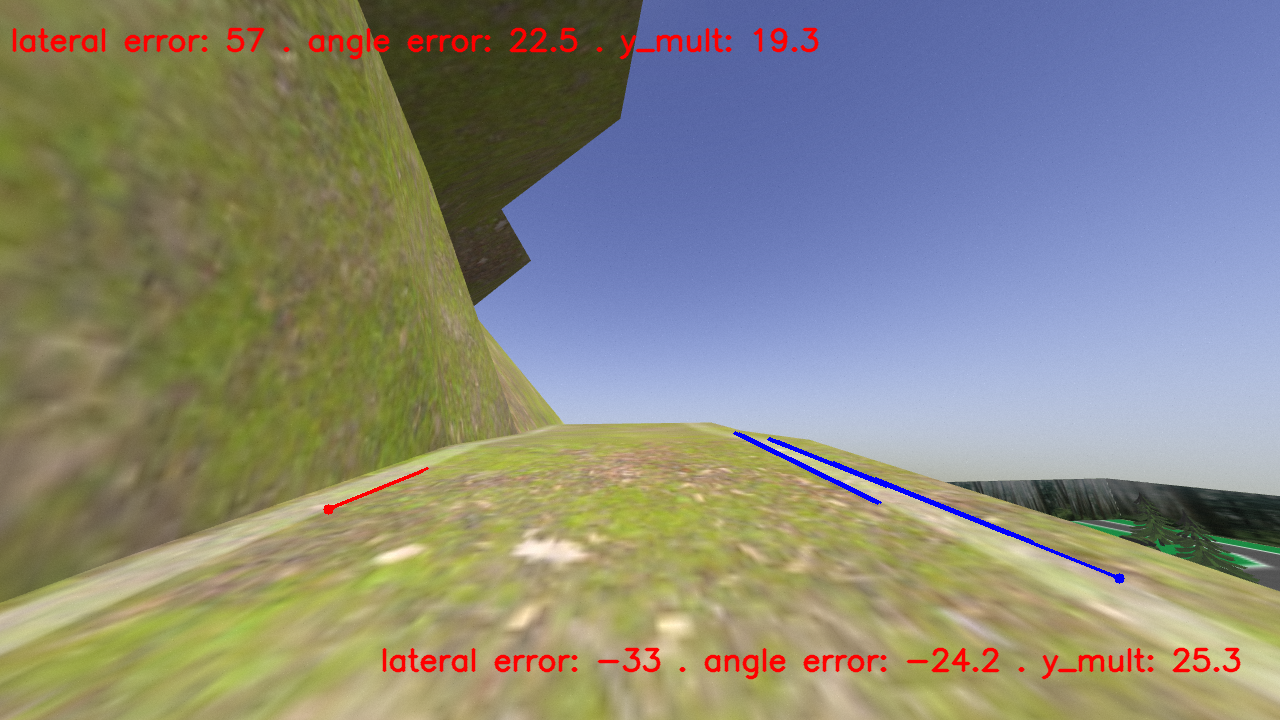 lateral error: 57 . angle error: 22.5 . y_mult: 19.3
lateral error: -33 . angle error: -24.2 . y_mult: 25.3